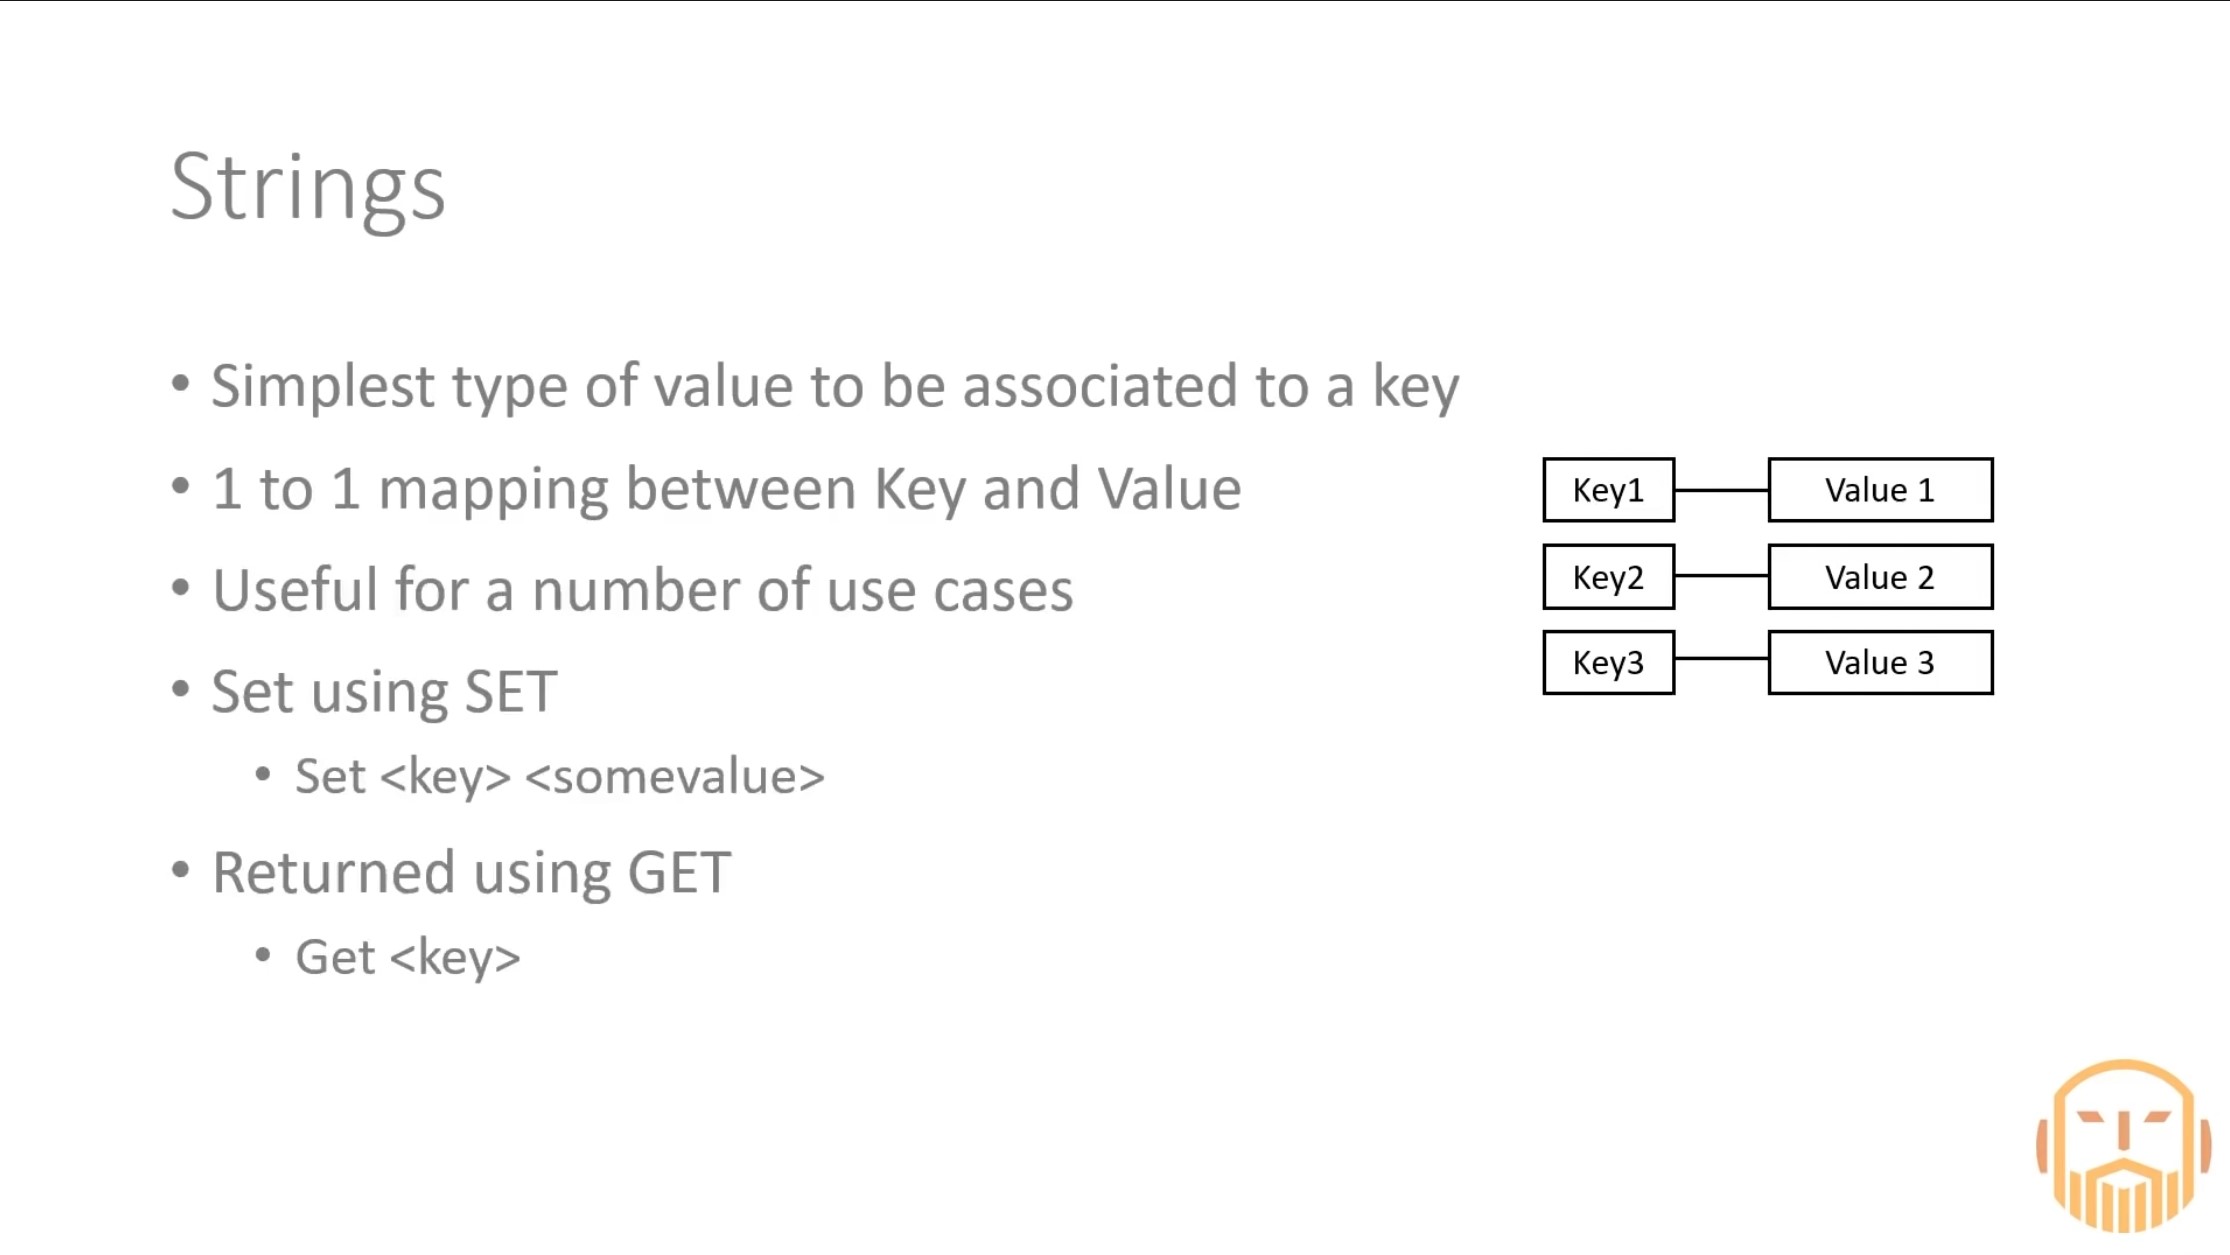 Strings
• Simplest type of value to be associated to a key
• 1 to 1 mapping between Key and Value
• Useful for a number of use cases
• Set using SET
• Set <key> <somevalue>
• Returned using GET
• Get <key>
Key1 Value 1
Key2 Value 2
Key3 Value 3